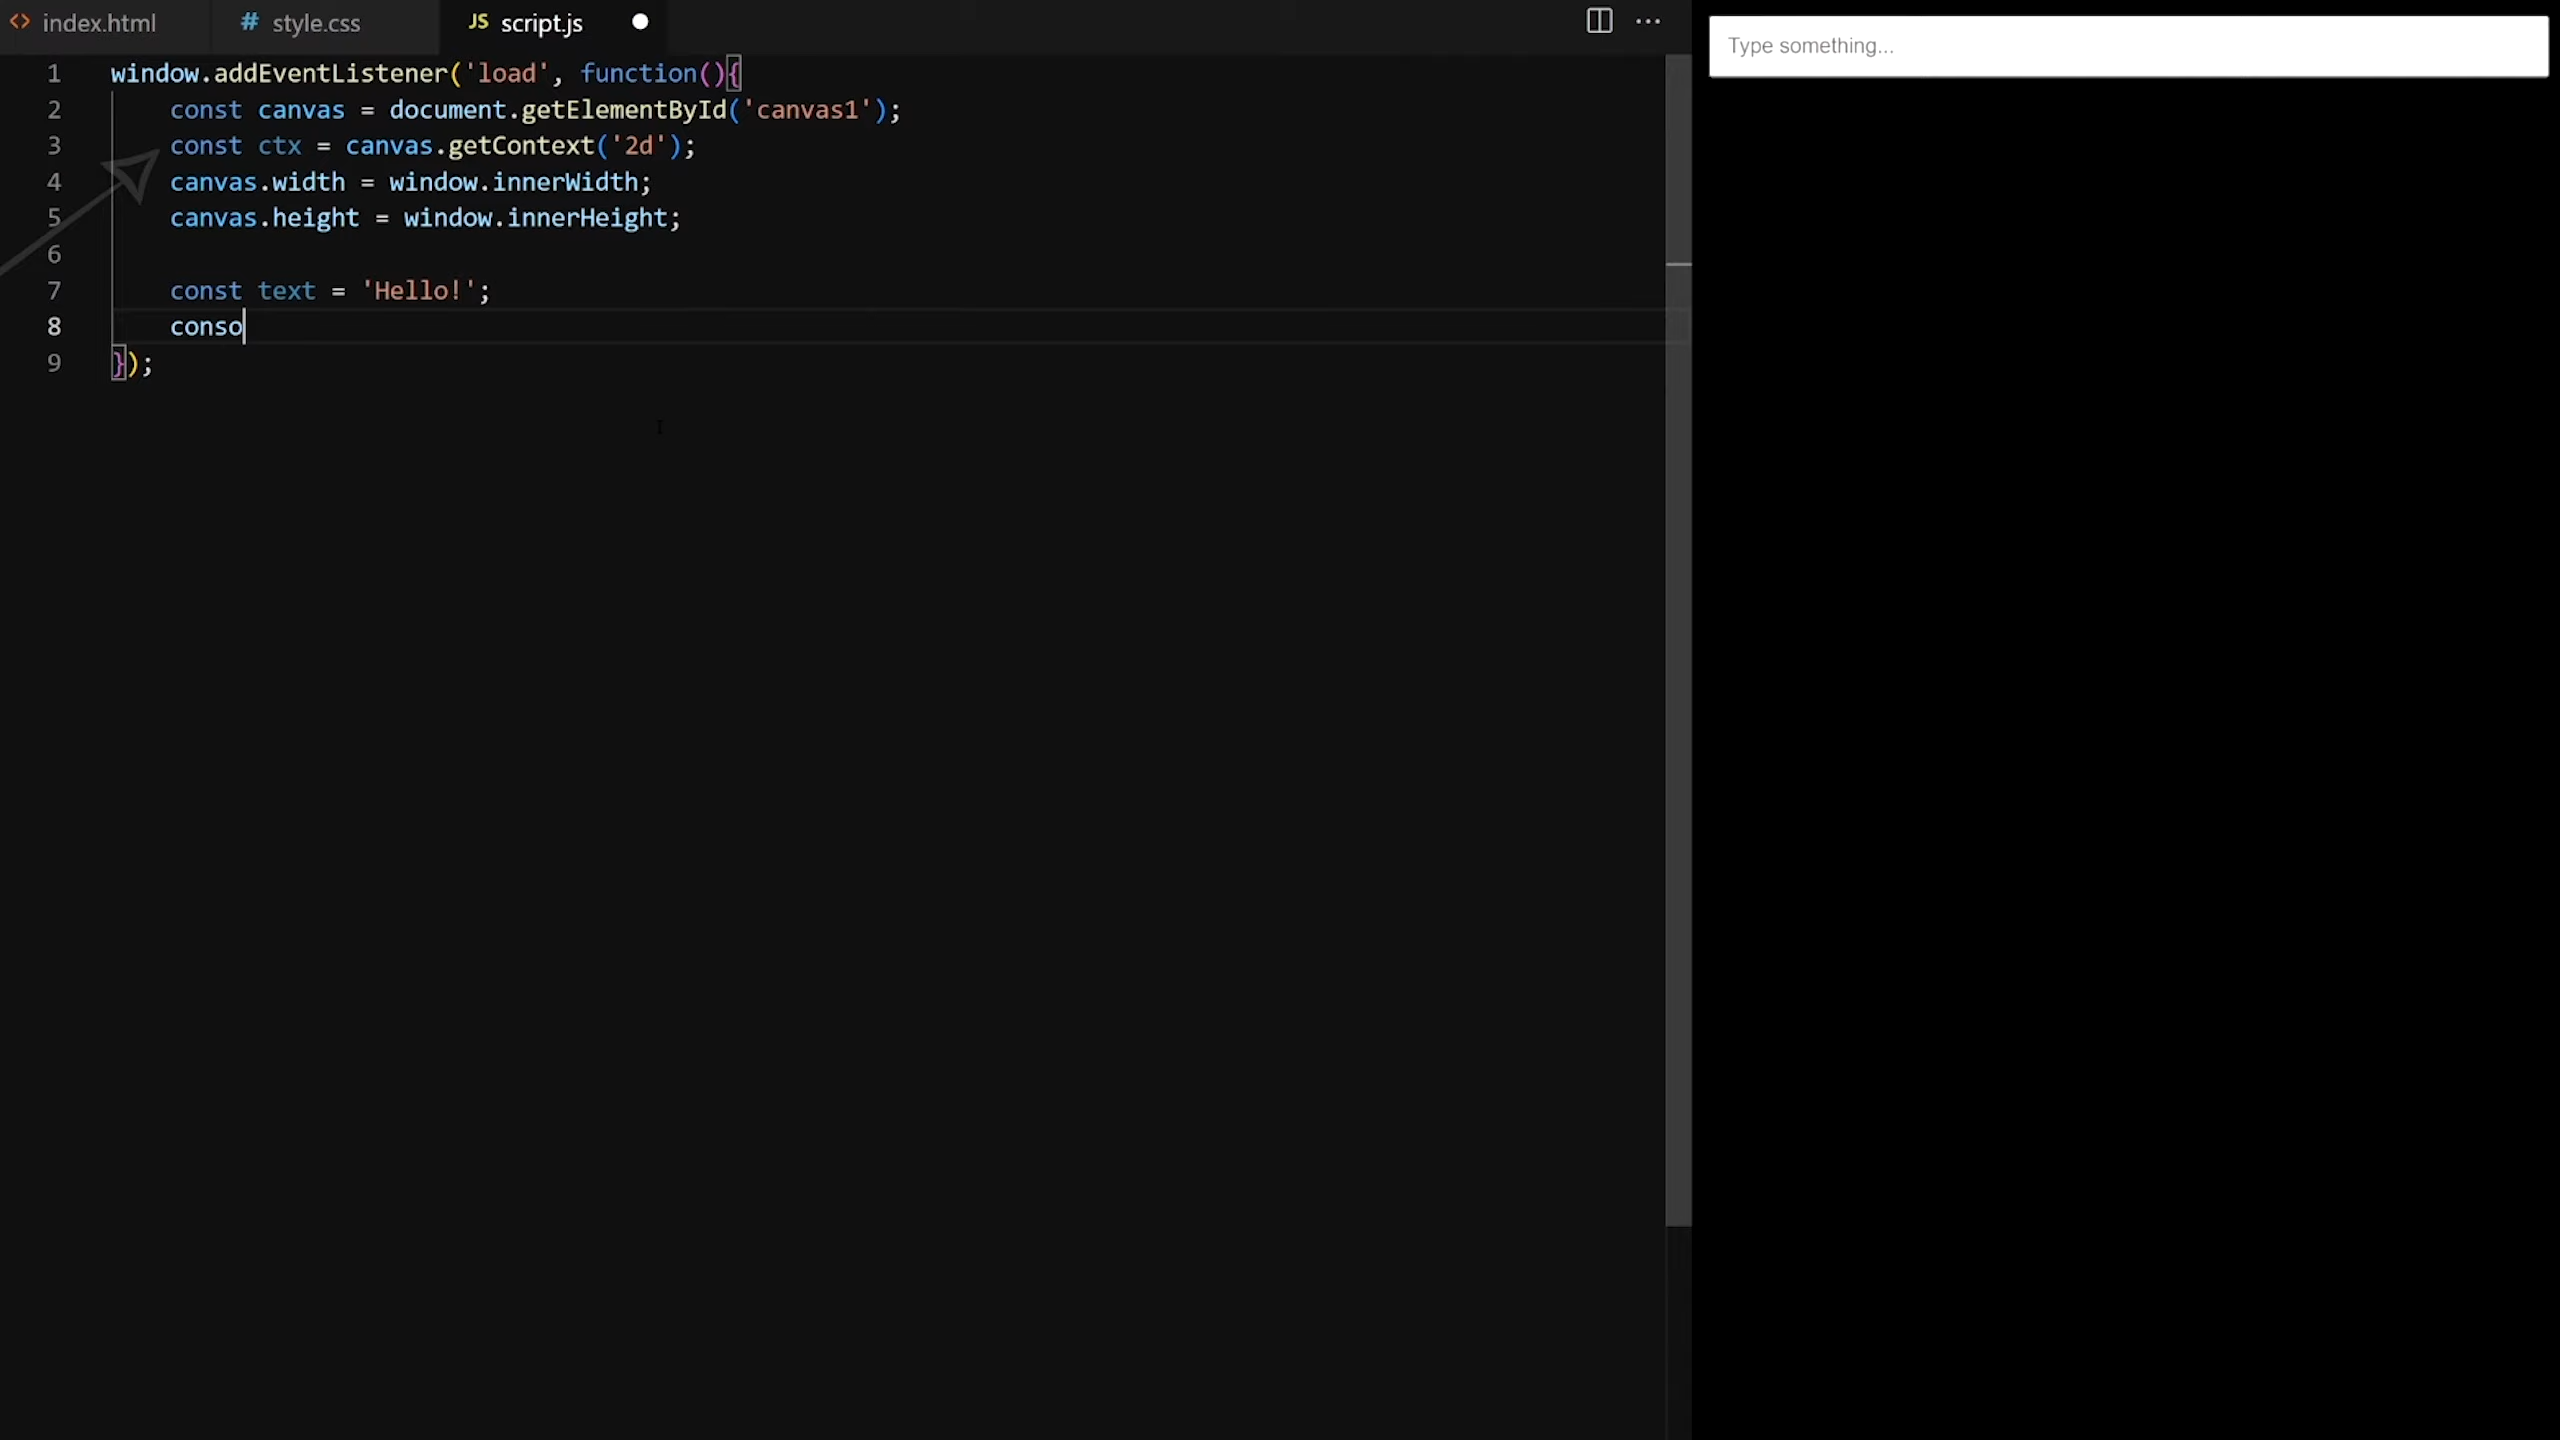 index.html
# style.css
JS script.js
1 window.addEventListener('load', function(){
2 const canvas = document.getElementById('canvas1');
3 const ctx = canvas.getContext('2d');
4 canvas.width = window.innerWidth;
5 canvas.height = window.innerHeight;
6
7 const text = 'Hello!';
8 conso
9 });
Type something...